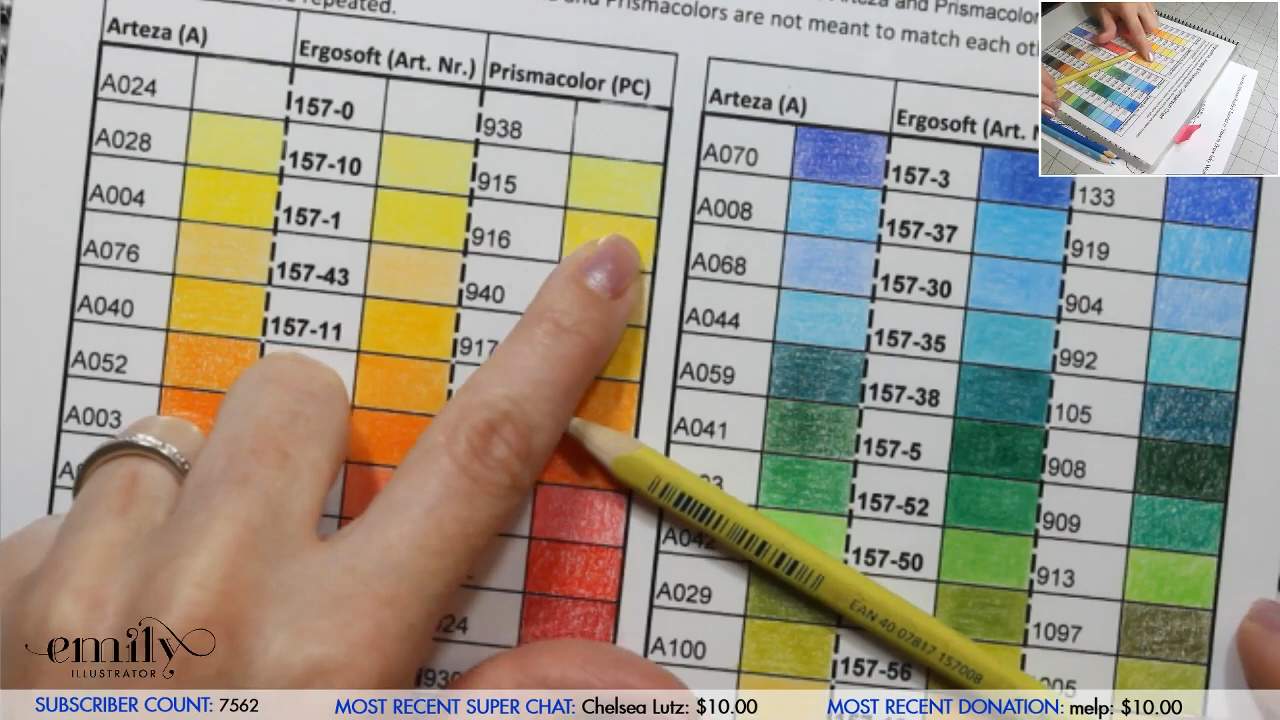 repeated.
and Prismacolors are not meant to match each
Arteza and
Arteza (A)
Ergosoft (Art. Nr.)
Prismacolor (PC)
A024
157-0
938
A028
157-10
915
A004
157-1
916
A076
157-43
940
A040
157-11
917
A052
A003
Arteza (A)
Ergosoft (Art.
A070
157-3
133
A008
157-37
919
A068
157-30
904
A044
157-35
992
A059
157-38
105
A041
157-5
908
157-52
909
A042
157-50
913
A029
1097
A100
157-56
EAN 40 07817 157008
emily
ILLUSTRATOR
SUBSCRIBER COUNT: 7562
MOST RECENT SUPER CHAT: Chelsea Lutz: $10.00
MOST RECENT DONATION: melp: $10.00